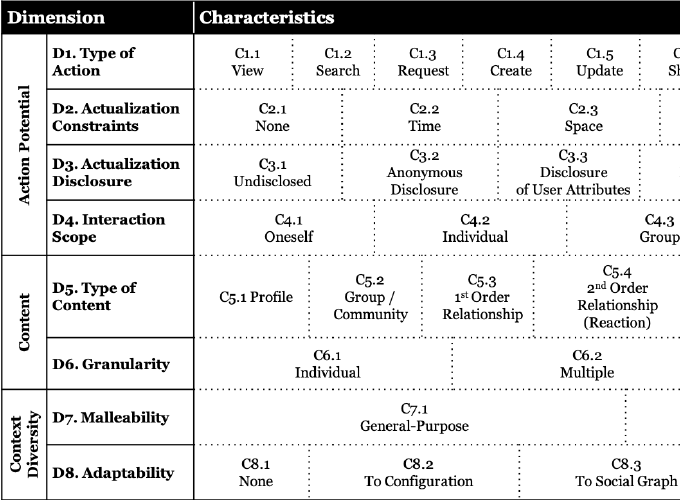 Dimension Characteristics
Action Potential
D1. Type of
Action
C1.1
View
C1.2
Search
C1.3
Request
C1.4
Create
C1.5
Update
D2. Actualization
Constraints
C2.1
None
C2.2
Time
C2.3
Space
D3. Actualization
Disclosure
C3.1
Undisclosed
C3.2
Anonymous
Disclosure
C3.3
Disclosure
of User Attributes
D4. Interaction
Scope
C4.1
Oneself
C4.2
Individual
C4.3
Group
Content
D5. Type of
Content
C5.1 Profile
C5.2
Group /
Community
C5.3
1st Order
Relationship
C5.4
2nd Order
Relationship
(Reaction)
D6. Granularity
C6.1
Individual
C6.2
Multiple
Context
Diversity
D7. Malleability
C7.1
General-Purpose
D8. Adaptability
C8.1
None
C8.2
To Configuration
C8.3
To Social Graph